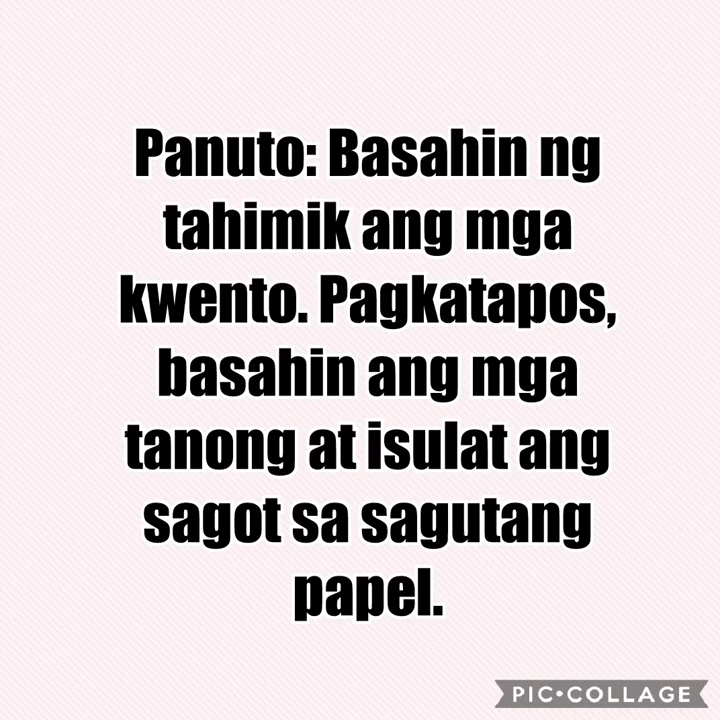 Panuto: Basahin ng
tahimik ang mga
kwento. Pagkatapos,
basahin ang mga
tanong at isulat ang
sagot sa sagutang
papel.
PIC•COLLAGE